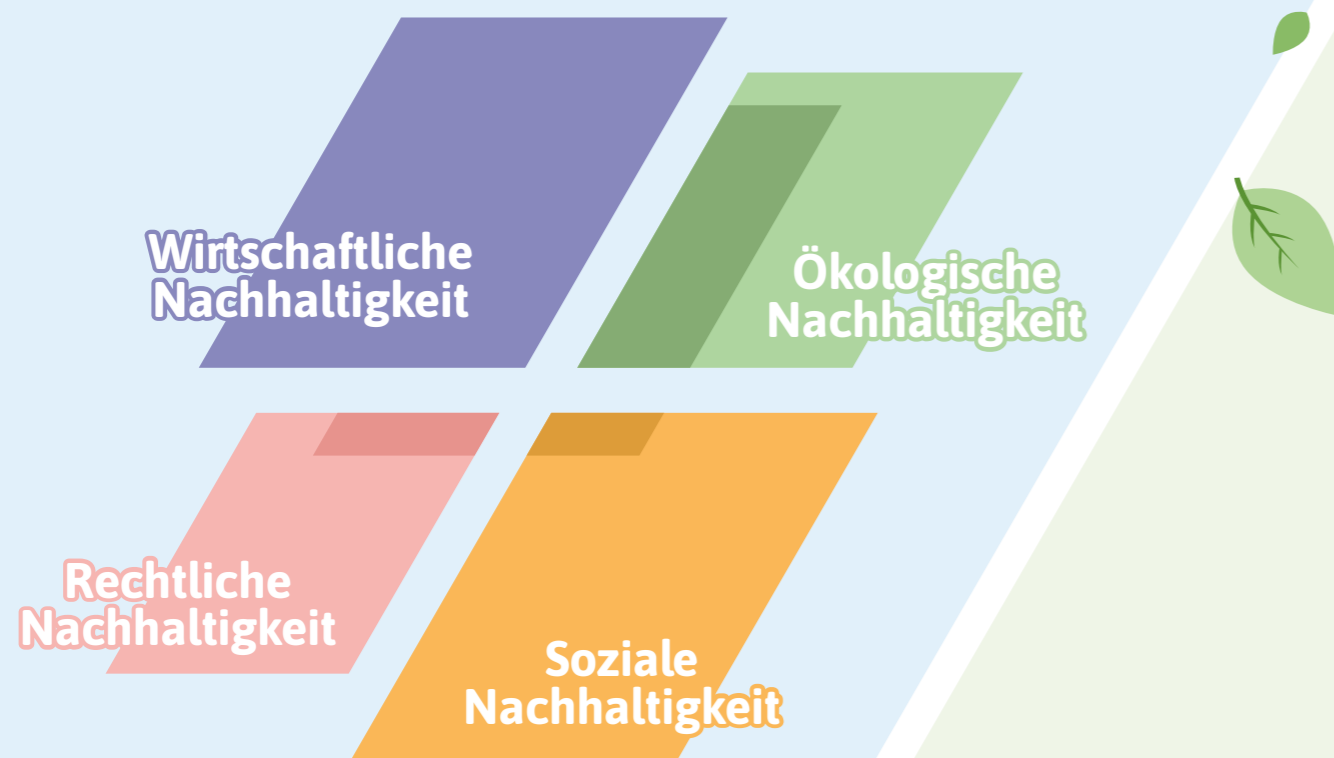 Wirtschaftliche
Nachhaltigkeit
Ökologische
Nachhaltigkeit
Rechtliche
Nachhaltigkeit
Soziale
Nachhaltigkeit